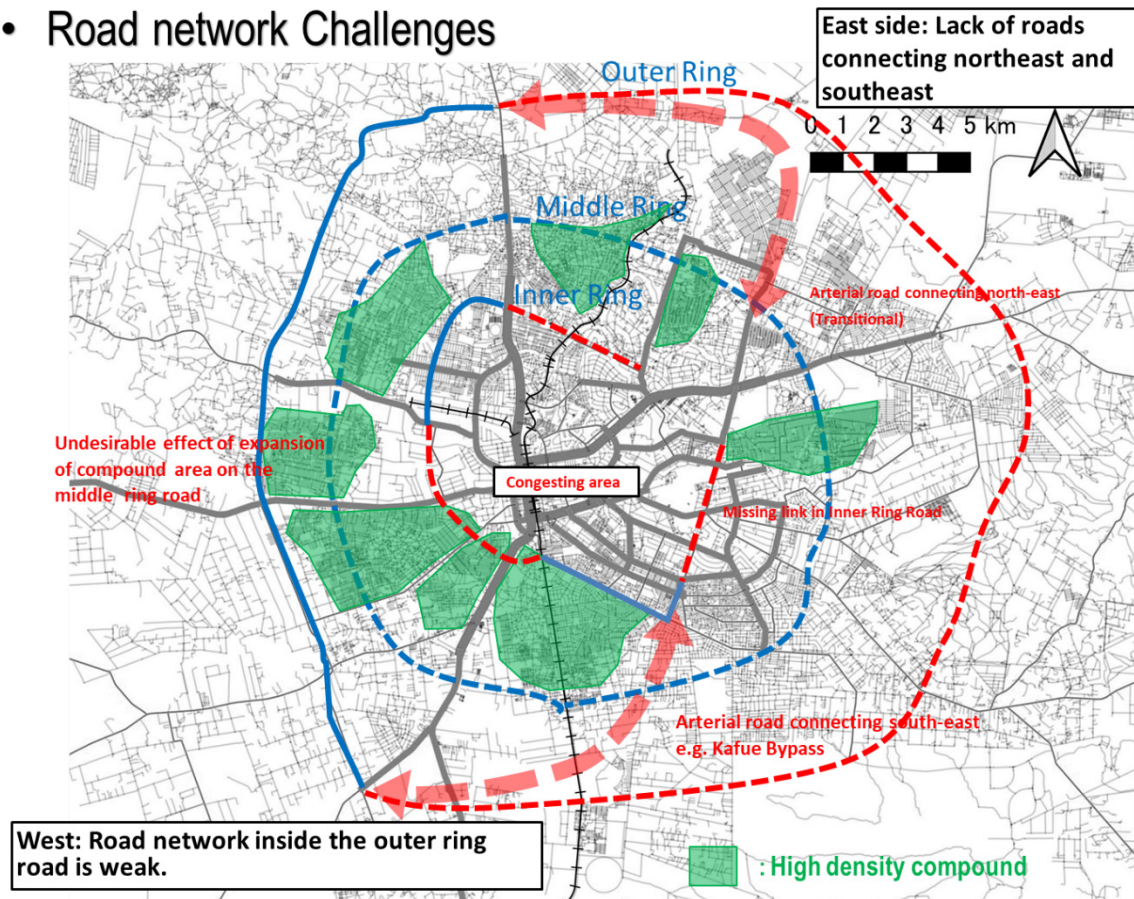 • Road network Challenges
East side: Lack of roads
connecting northeast and
southeast
Outer Ring
0 1 2 3 4 5 km
Middle Ring
Inner Ring
Arterial road connecting north-east
(Transitional)
Undesirable effect of expansion
of compound area on the
middle ring road
Congesting area
Missing link in Inner Ring Road
Arterial road connecting south-east
e.g. Kafue Bypass
West: Road network inside the outer ring
road is weak.
: High density compound